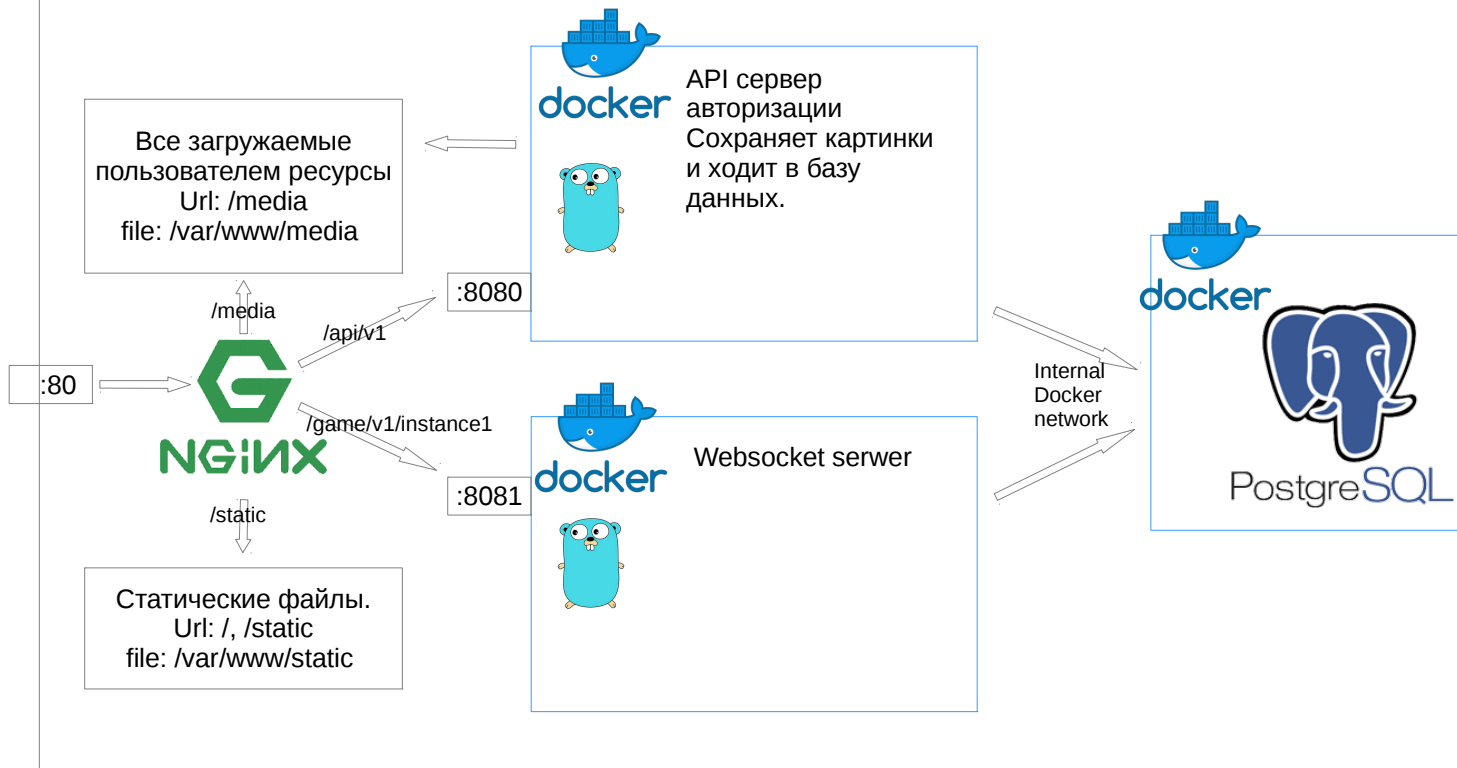 docker
API сервер
авторизации
Сохраняет картинки
и ходит в базу
данных.
Все загружаемые
пользователем ресурсы
Url: /media
file: /var/www/media
/media
/api/v1
:8080
:80
NGiNX
/game/v1/instance1
:8081
docker
Websocket serwer
/static
Статические файлы.
Url: /, /static
file: /var/www/static
Internal
Docker
network
docker
PostgreSQL